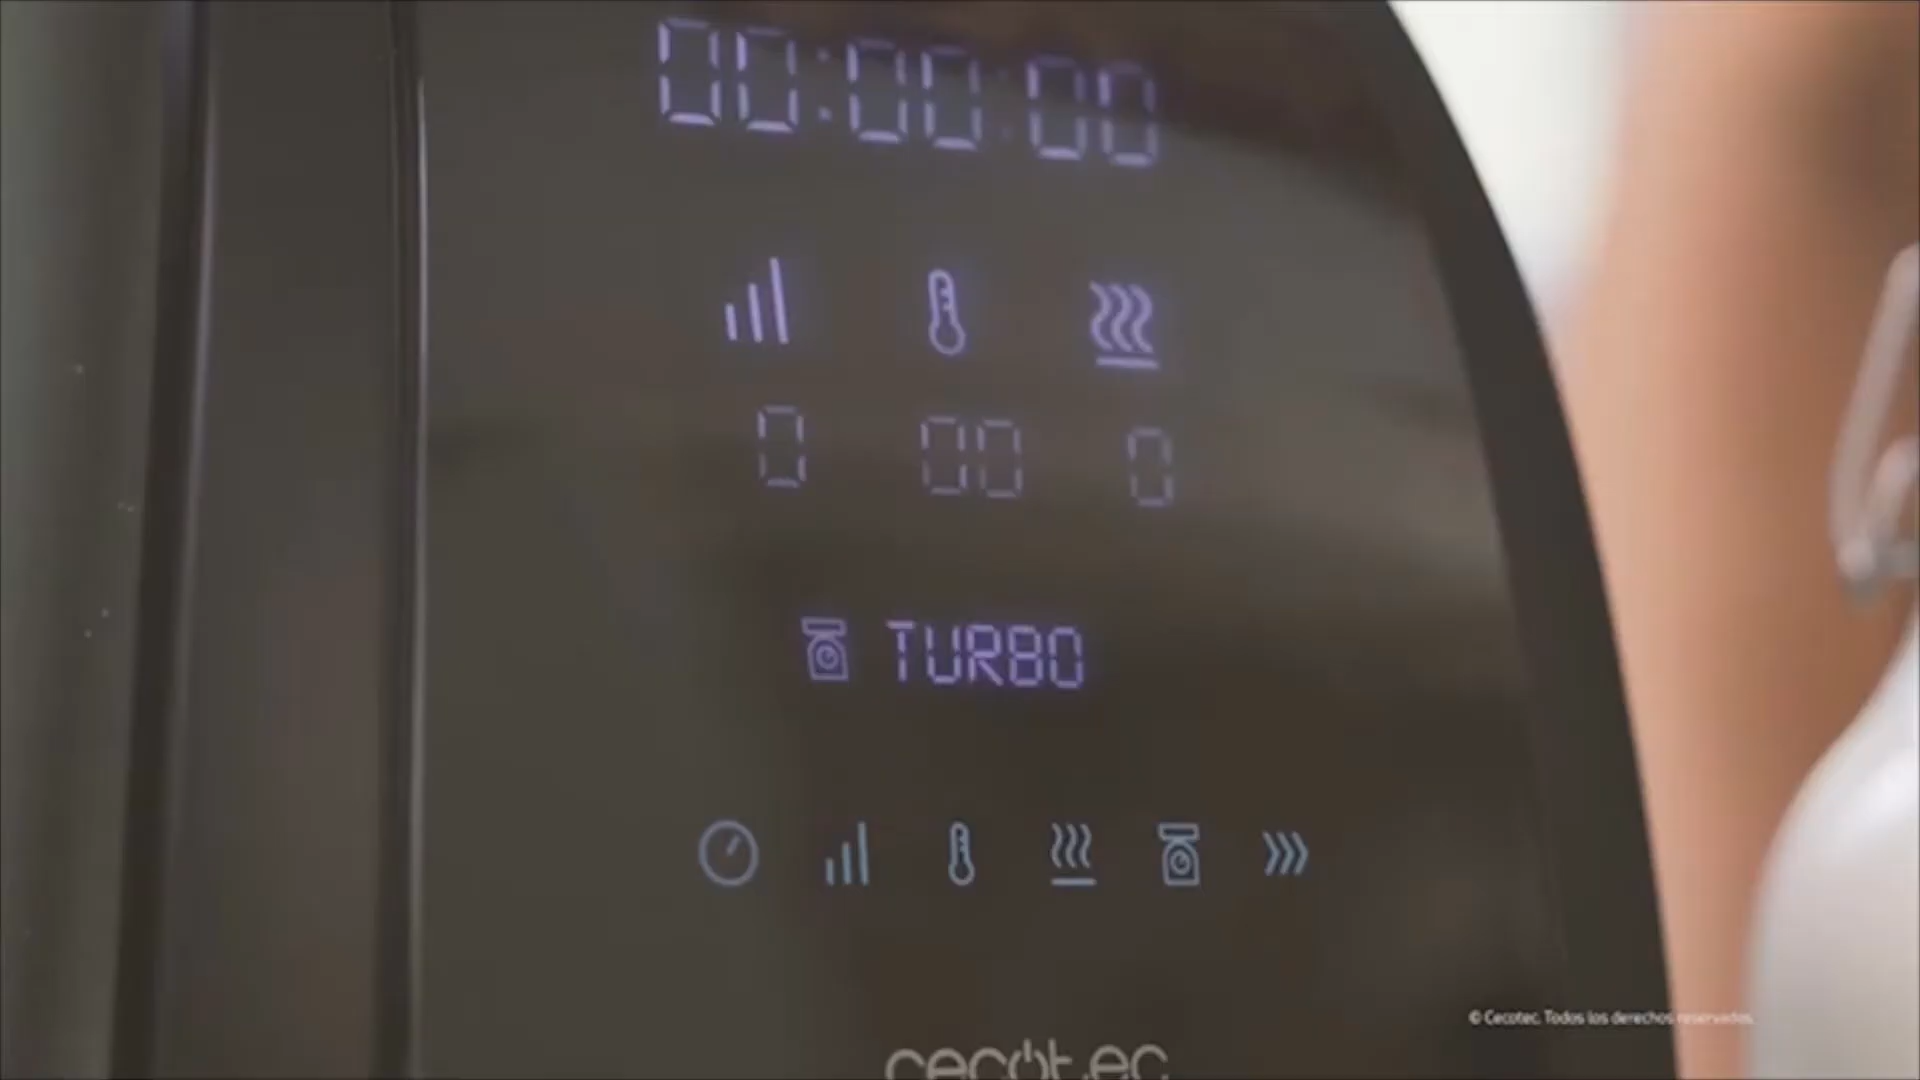 00:00:00
0 00 0
TURBO
cecotec
© Cecotec. Todos los derechos reservados.